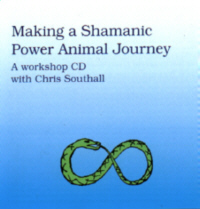 Making a Shamanic
Power Animal Journey
A workshop CD
with Chris Southall